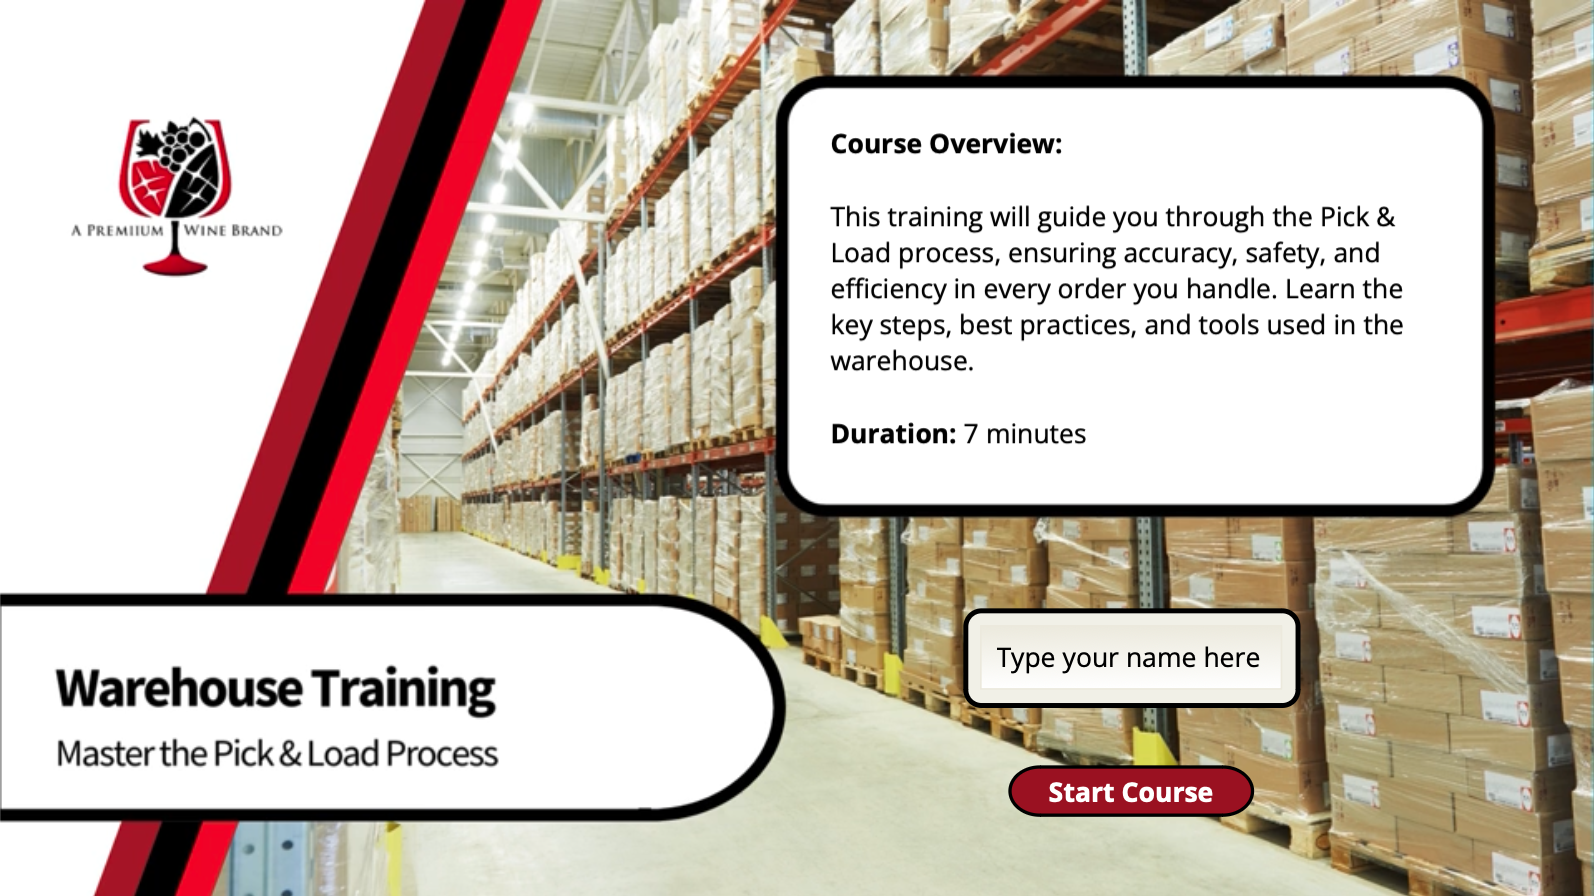 A PREMIIUM WINE BRAND
Course Overview:
This training will guide you through the Pick &
Load process, ensuring accuracy, safety, and
efficiency in every order you handle. Learn the
key steps, best practices, and tools used in the
warehouse.
Duration: 7 minutes
Warehouse Training
Master the Pick & Load Process
Type your name here
Start Course